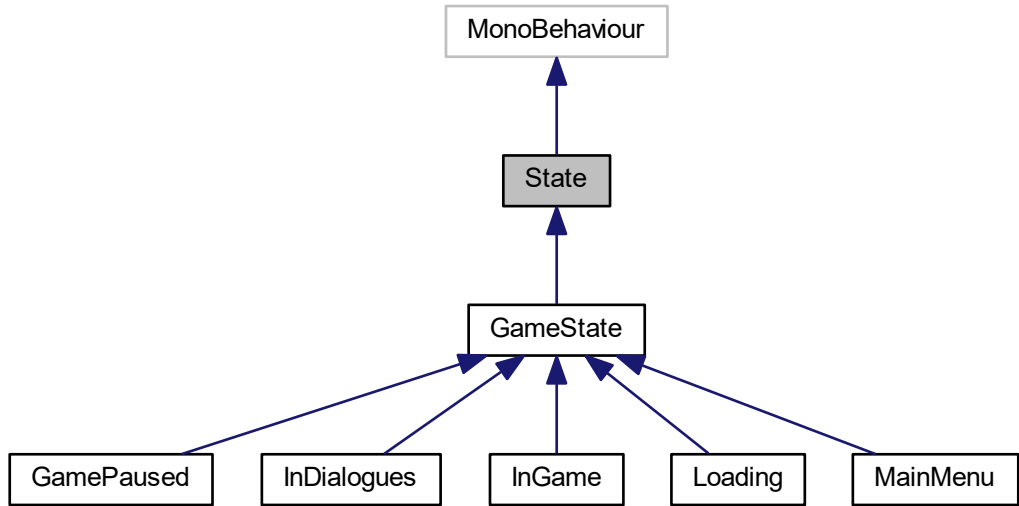 MonoBehaviour
State
GameState
GamePaused
InDialogues
InGame
Loading
MainMenu